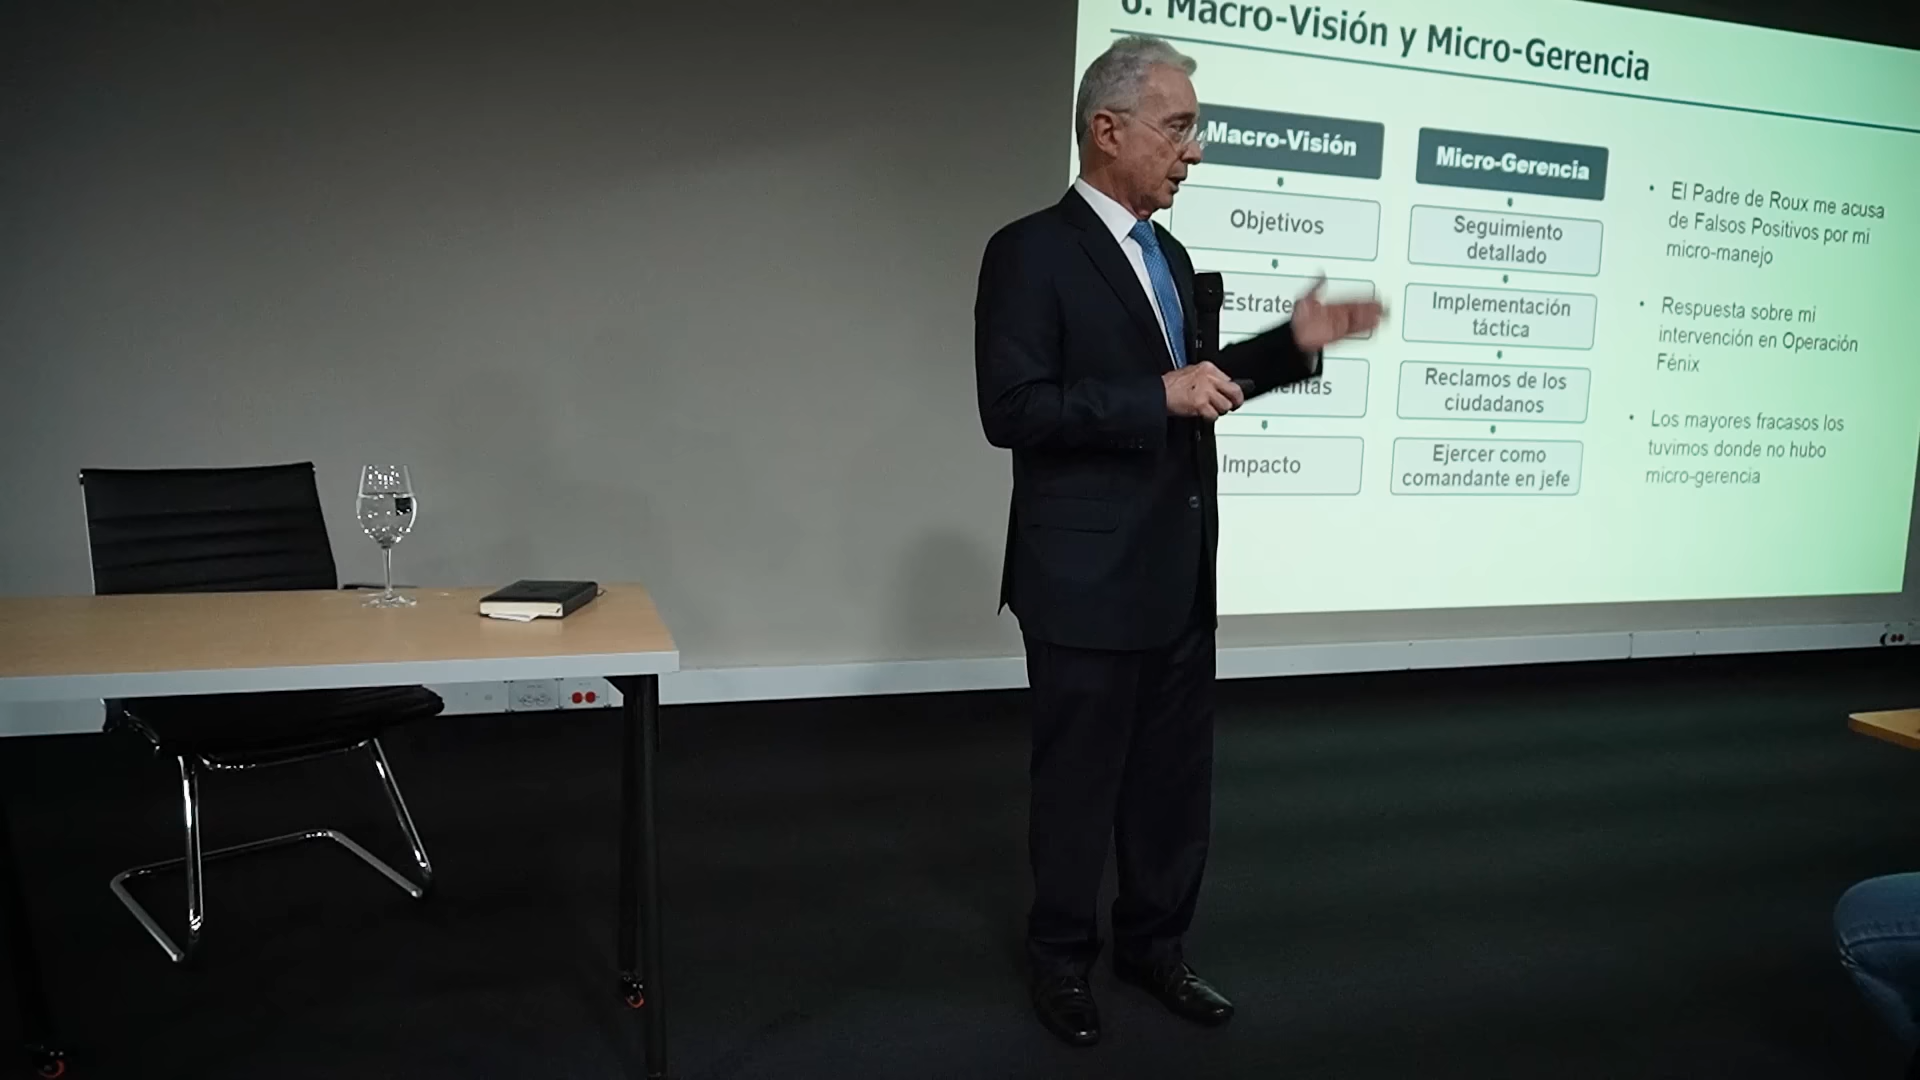 6. Macro-Visión y Micro-Gerencia
Macro-Visión
Objetivos
Impacto
Micro-Gerencia
Seguimiento
detallado
Implementación
táctica
Reclamos de los
ciudadanos
Ejercer como
comandante en jefe
• El Padre de Roux me acusa
de Falsos Positivos por mi
micro-manejo
• Respuesta sobre mi
intervención en Operación
Fénix
• Los mayores fracasos los
tuvimos donde no hubo
micro-gerencia